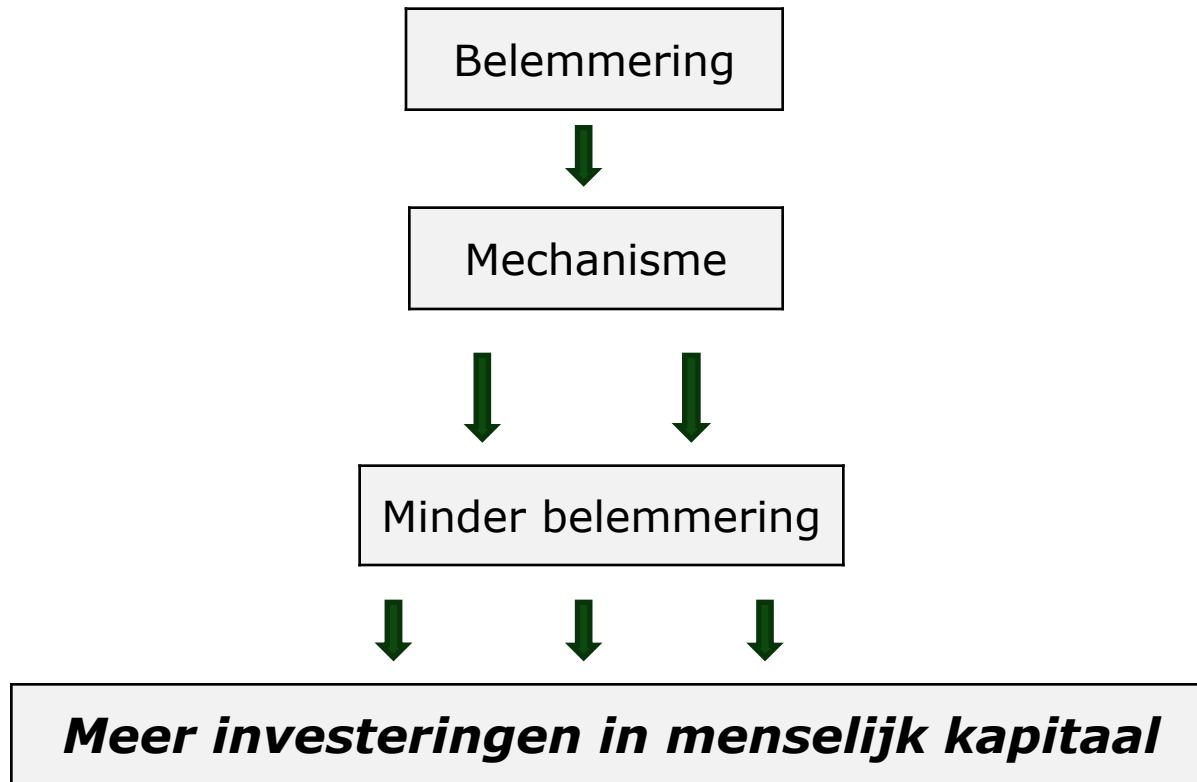 Belemmering
Mechanisme
Minder belemmering
Meer investeringen in menselijk kapitaal